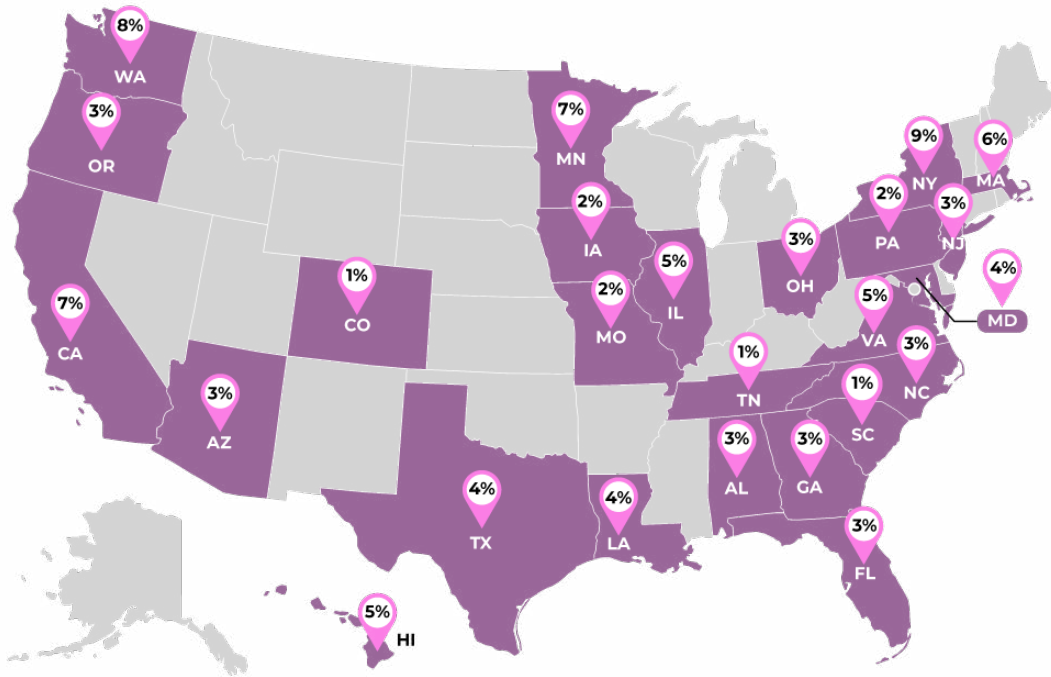 8%
WA
3%
OR
7%
MN
9%
NY
6%
MA
2%
IA
2%
PA
3%
NJ
3%
OH
4%
MD
7%
CA
1%
CO
2%
MO
5%
IL
5%
VA
3%
NC
1%
TN
1%
SC
3%
AZ
3%
AL
3%
GA
4%
TX
4%
LA
3%
FL
5%
HI